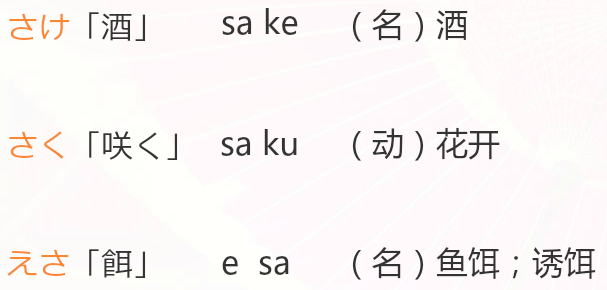 さけ「酒」 sa ke （名）酒
さく「咲く」 sa ku （动）花开
えさ「餌」 e sa （名）鱼饵；诱饵